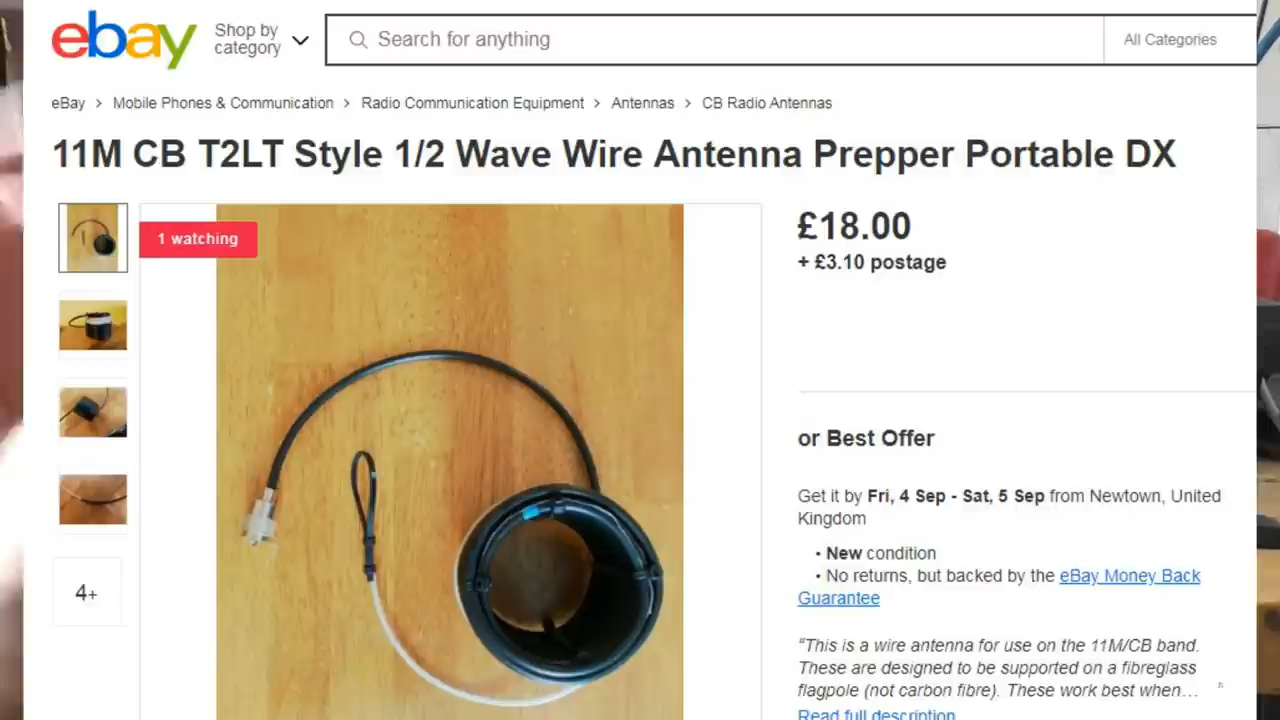 ebay
Shop by
category
Search for anything
All Categories
eBay > Mobile Phones & Communication > Radio Communication Equipment > Antennas > CB Radio Antennas
11M CB T2LT Style 1/2 Wave Wire Antenna Prepper Portable DX
1 watching
£18.00
+ £3.10 postage
or Best Offer
Get it by Fri, 4 Sep - Sat, 5 Sep from Newtown, United
Kingdom
• New condition
• No returns, but backed by the eBay Money Back
Guarantee
4+
"This is a wire antenna for use on the 11M/CB band.
These are designed to be supported on a fibreglass
flagpole (not carbon fibre). These work best when… "
Read full description